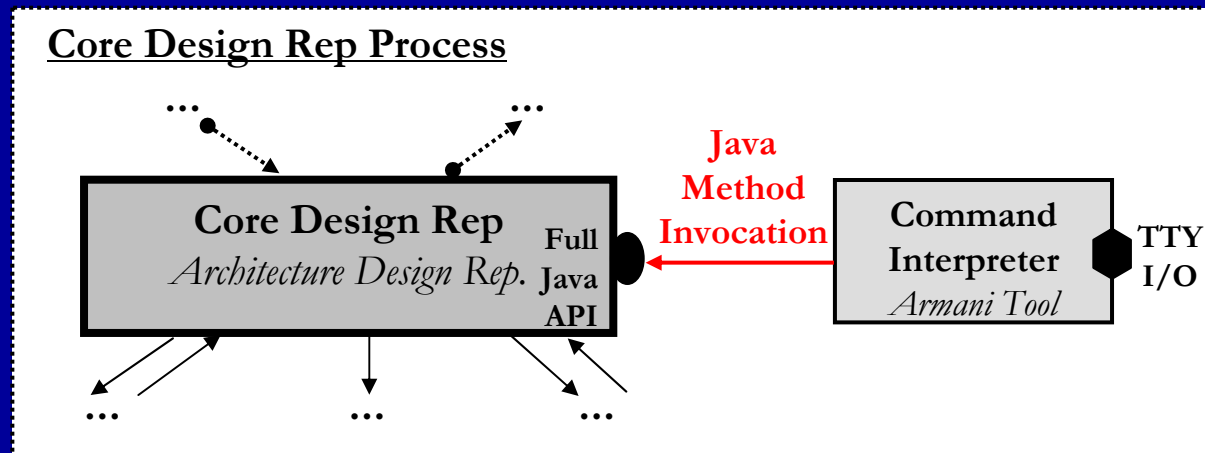 Core Design Rep Process
... ...
Java
Method
Invocation
Core Design Rep
Architecture Design Rep.
Full
Java
API
Command
Interpreter
Armani Tool
TTY
I/O
... ... ...